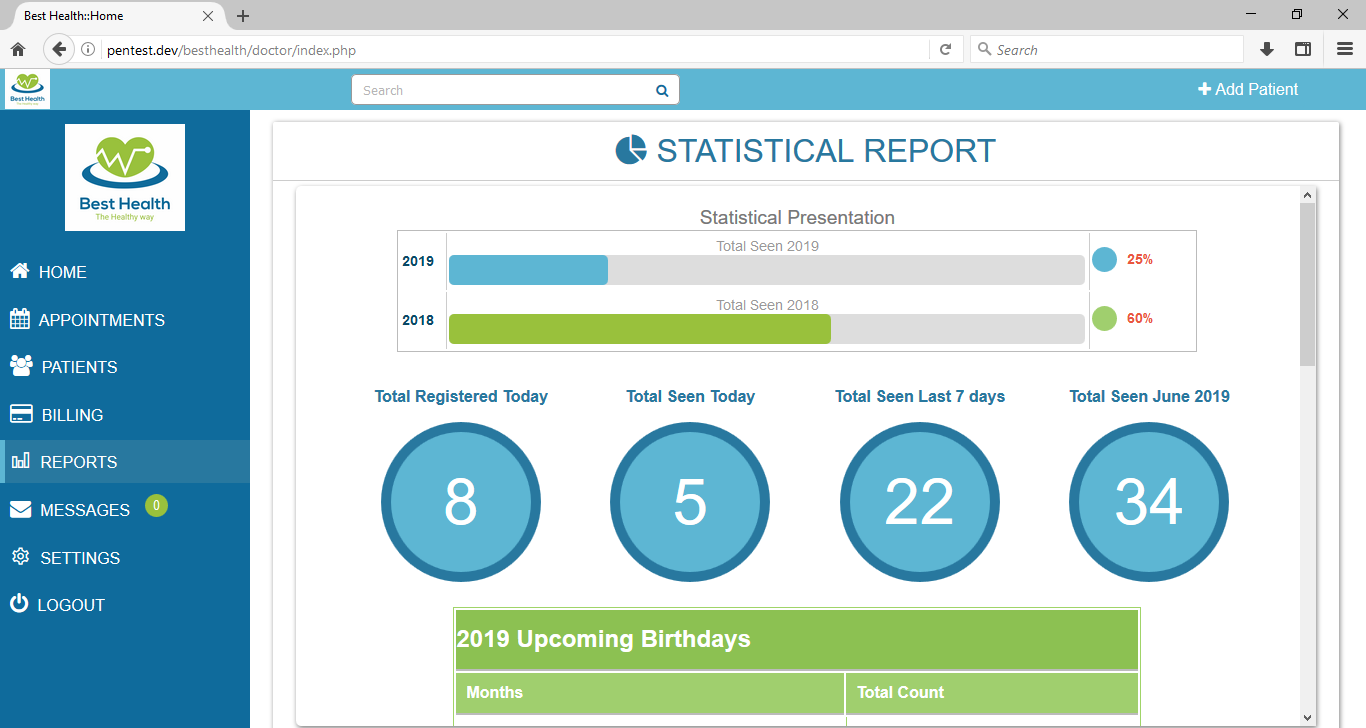 Best Health::Home
pentest.dev/besthealth/doctor/index.php
Search
Best Health
Search
Add Patient
Best Health
The Healthy way
HOME
APPOINTMENTS
PATIENTS
BILLING
REPORTS
MESSAGES 0
SETTINGS
LOGOUT
STATISTICAL REPORT
Statistical Presentation
Total Seen 2019
2019 25%
Total Seen 2018
2018 60%
Total Registered Today Total Seen Today Total Seen Last 7 days Total Seen June 2019
8 5 22 34
2019 Upcoming Birthdays
Months Total Count